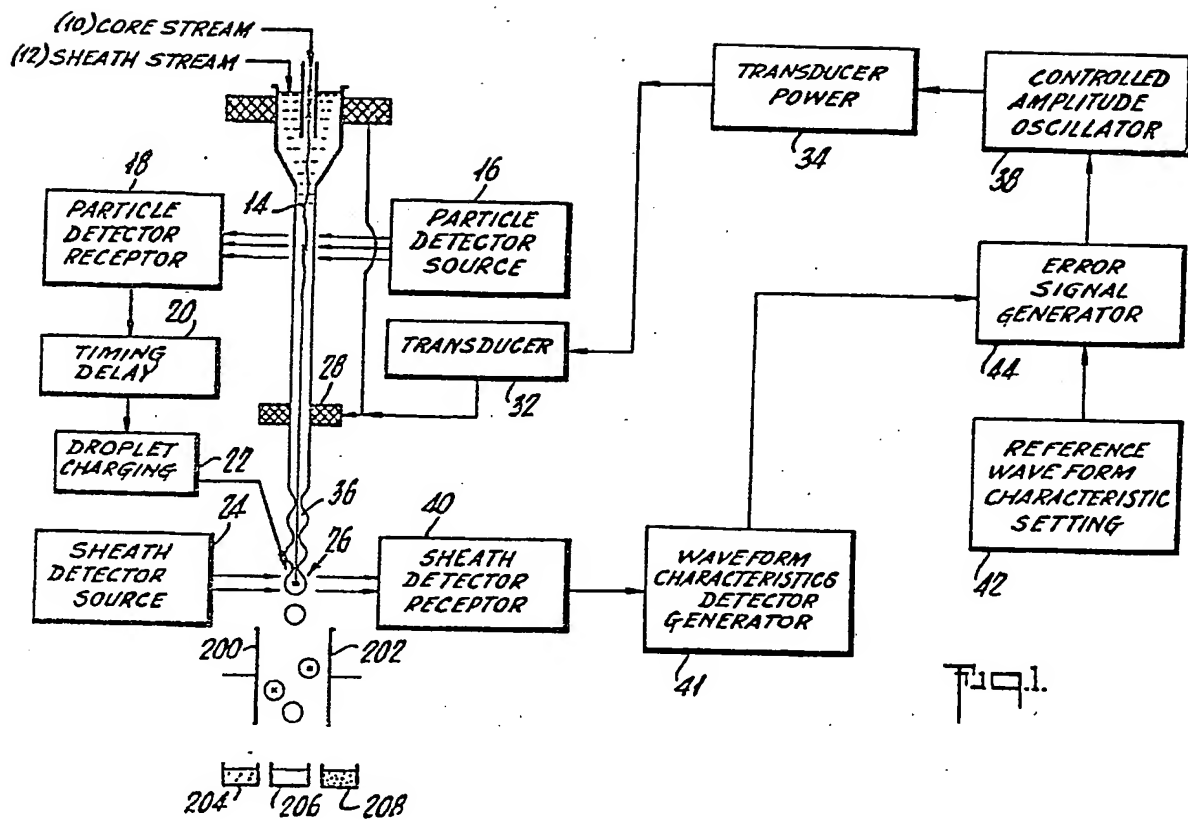 (10) CORE STREAM
(12) SHEATH STREAM
18
PARTICLE
DETECTOR
RECEPTOR
14
16
PARTICLE
DETECTOR
SOURCE
TRANSDUCER
POWER
34
CONTROLLED
AMPLITUDE
OSCILLATOR
38
20
TIMING
DELAY
TRANSDUCER
32
28
ERROR
SIGNAL
GENERATOR
44
DROPLET
CHARGING
22
36
REFERENCE
WAVE FORM
CHARACTERISTIC
SETTING
42
24
SHEATH
DETECTOR
SOURCE
26
40
SHEATH
DETECTOR
RECEPTOR
WAVEFORM
CHARACTERISTICS
DETECTOR
GENERATOR
41
200
202
204
206
208
Fig.1.